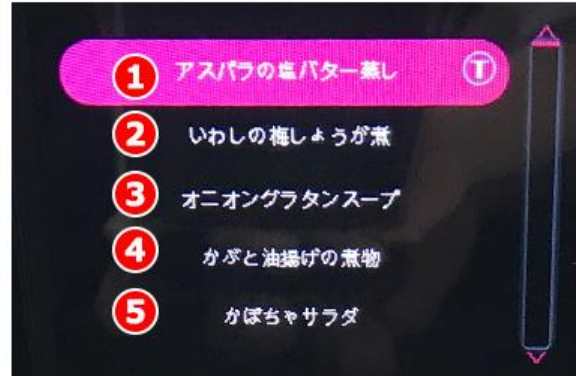 1 アスパラの塩バター蒸し T
2 いわしの梅しょうが煮
3 オニオングラタンスープ
4 かぶと油揚げの煮物
5 かぼちゃサラダ